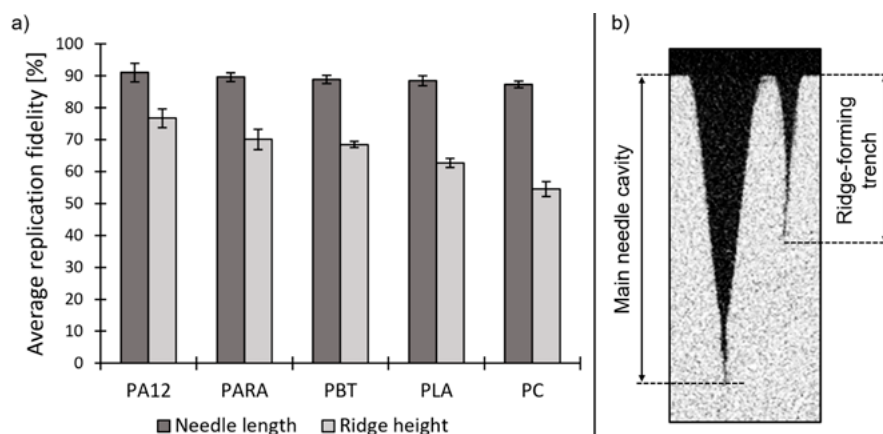 a)
Average replication fidelity [%]
100
90
80
70
60
50
40
30
20
10
0
PA12 PARA PBT PLA PC
Needle length Ridge height
b)
Main needle cavity
Ridge-forming
trench